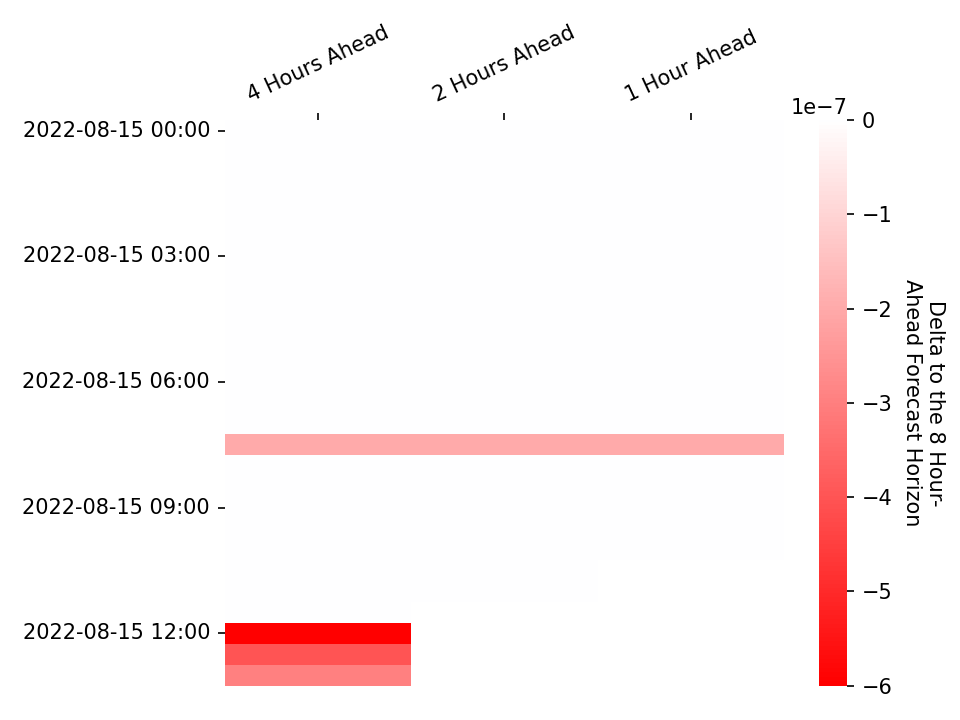 4 Hours Ahead
2 Hours Ahead
1 Hour Ahead
1e−7
2022-08-15 00:00
2022-08-15 03:00
2022-08-15 06:00
2022-08-15 09:00
2022-08-15 12:00
0
−1
−2
−3
−4
−5
−6
Delta to the 8 Hour-
Ahead Forecast Horizon